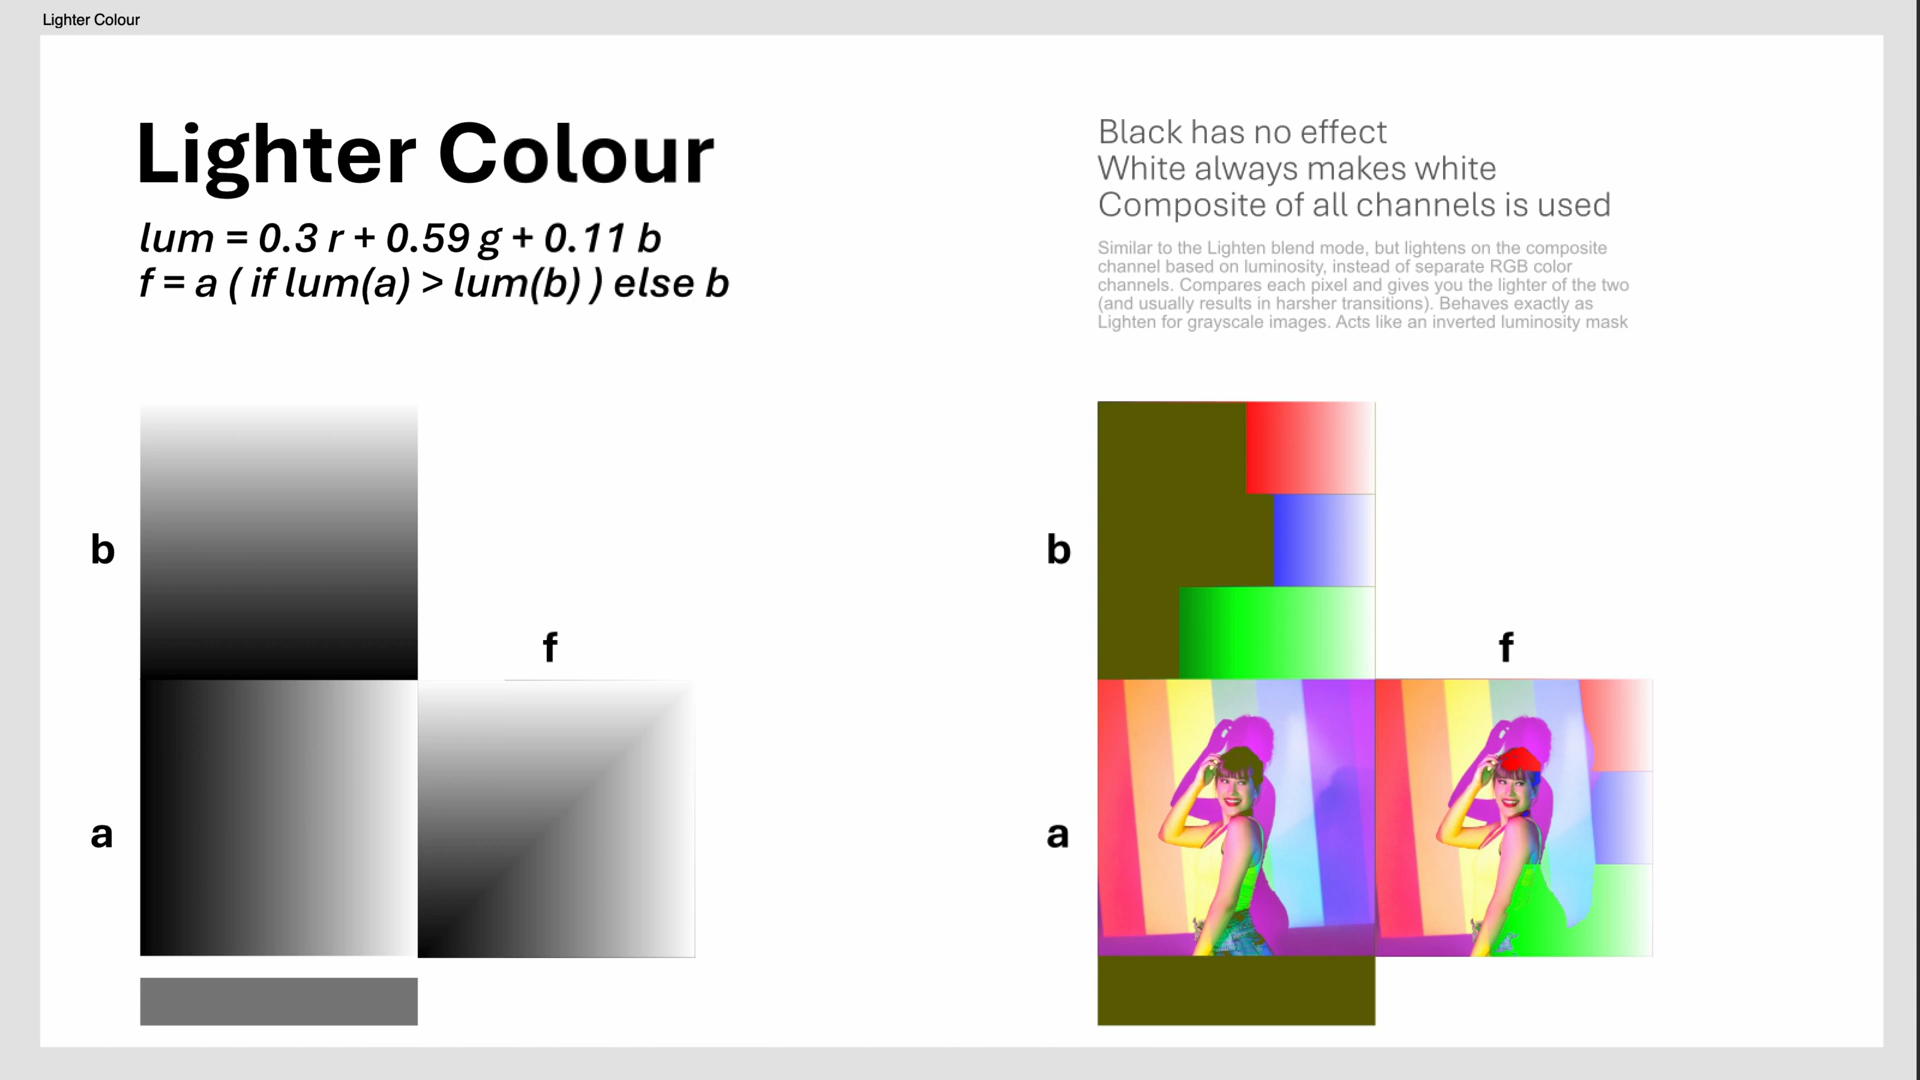 Lighter Colour
Lighter Colour
lum = 0.3 r + 0.59 g + 0.11 b
f = a ( if lum(a) > lum(b) ) else b
Black has no effect
White always makes white
Composite of all channels is used
Similar to the Lighten blend mode, but lightens on the composite
channel based on luminosity, instead of separate RGB color
channels. Compares each pixel and gives you the lighter of the two
(and usually results in harsher transitions). Behaves exactly as
Lighten for grayscale images. Acts like an inverted luminosity mask
b
f
a
b
f
a